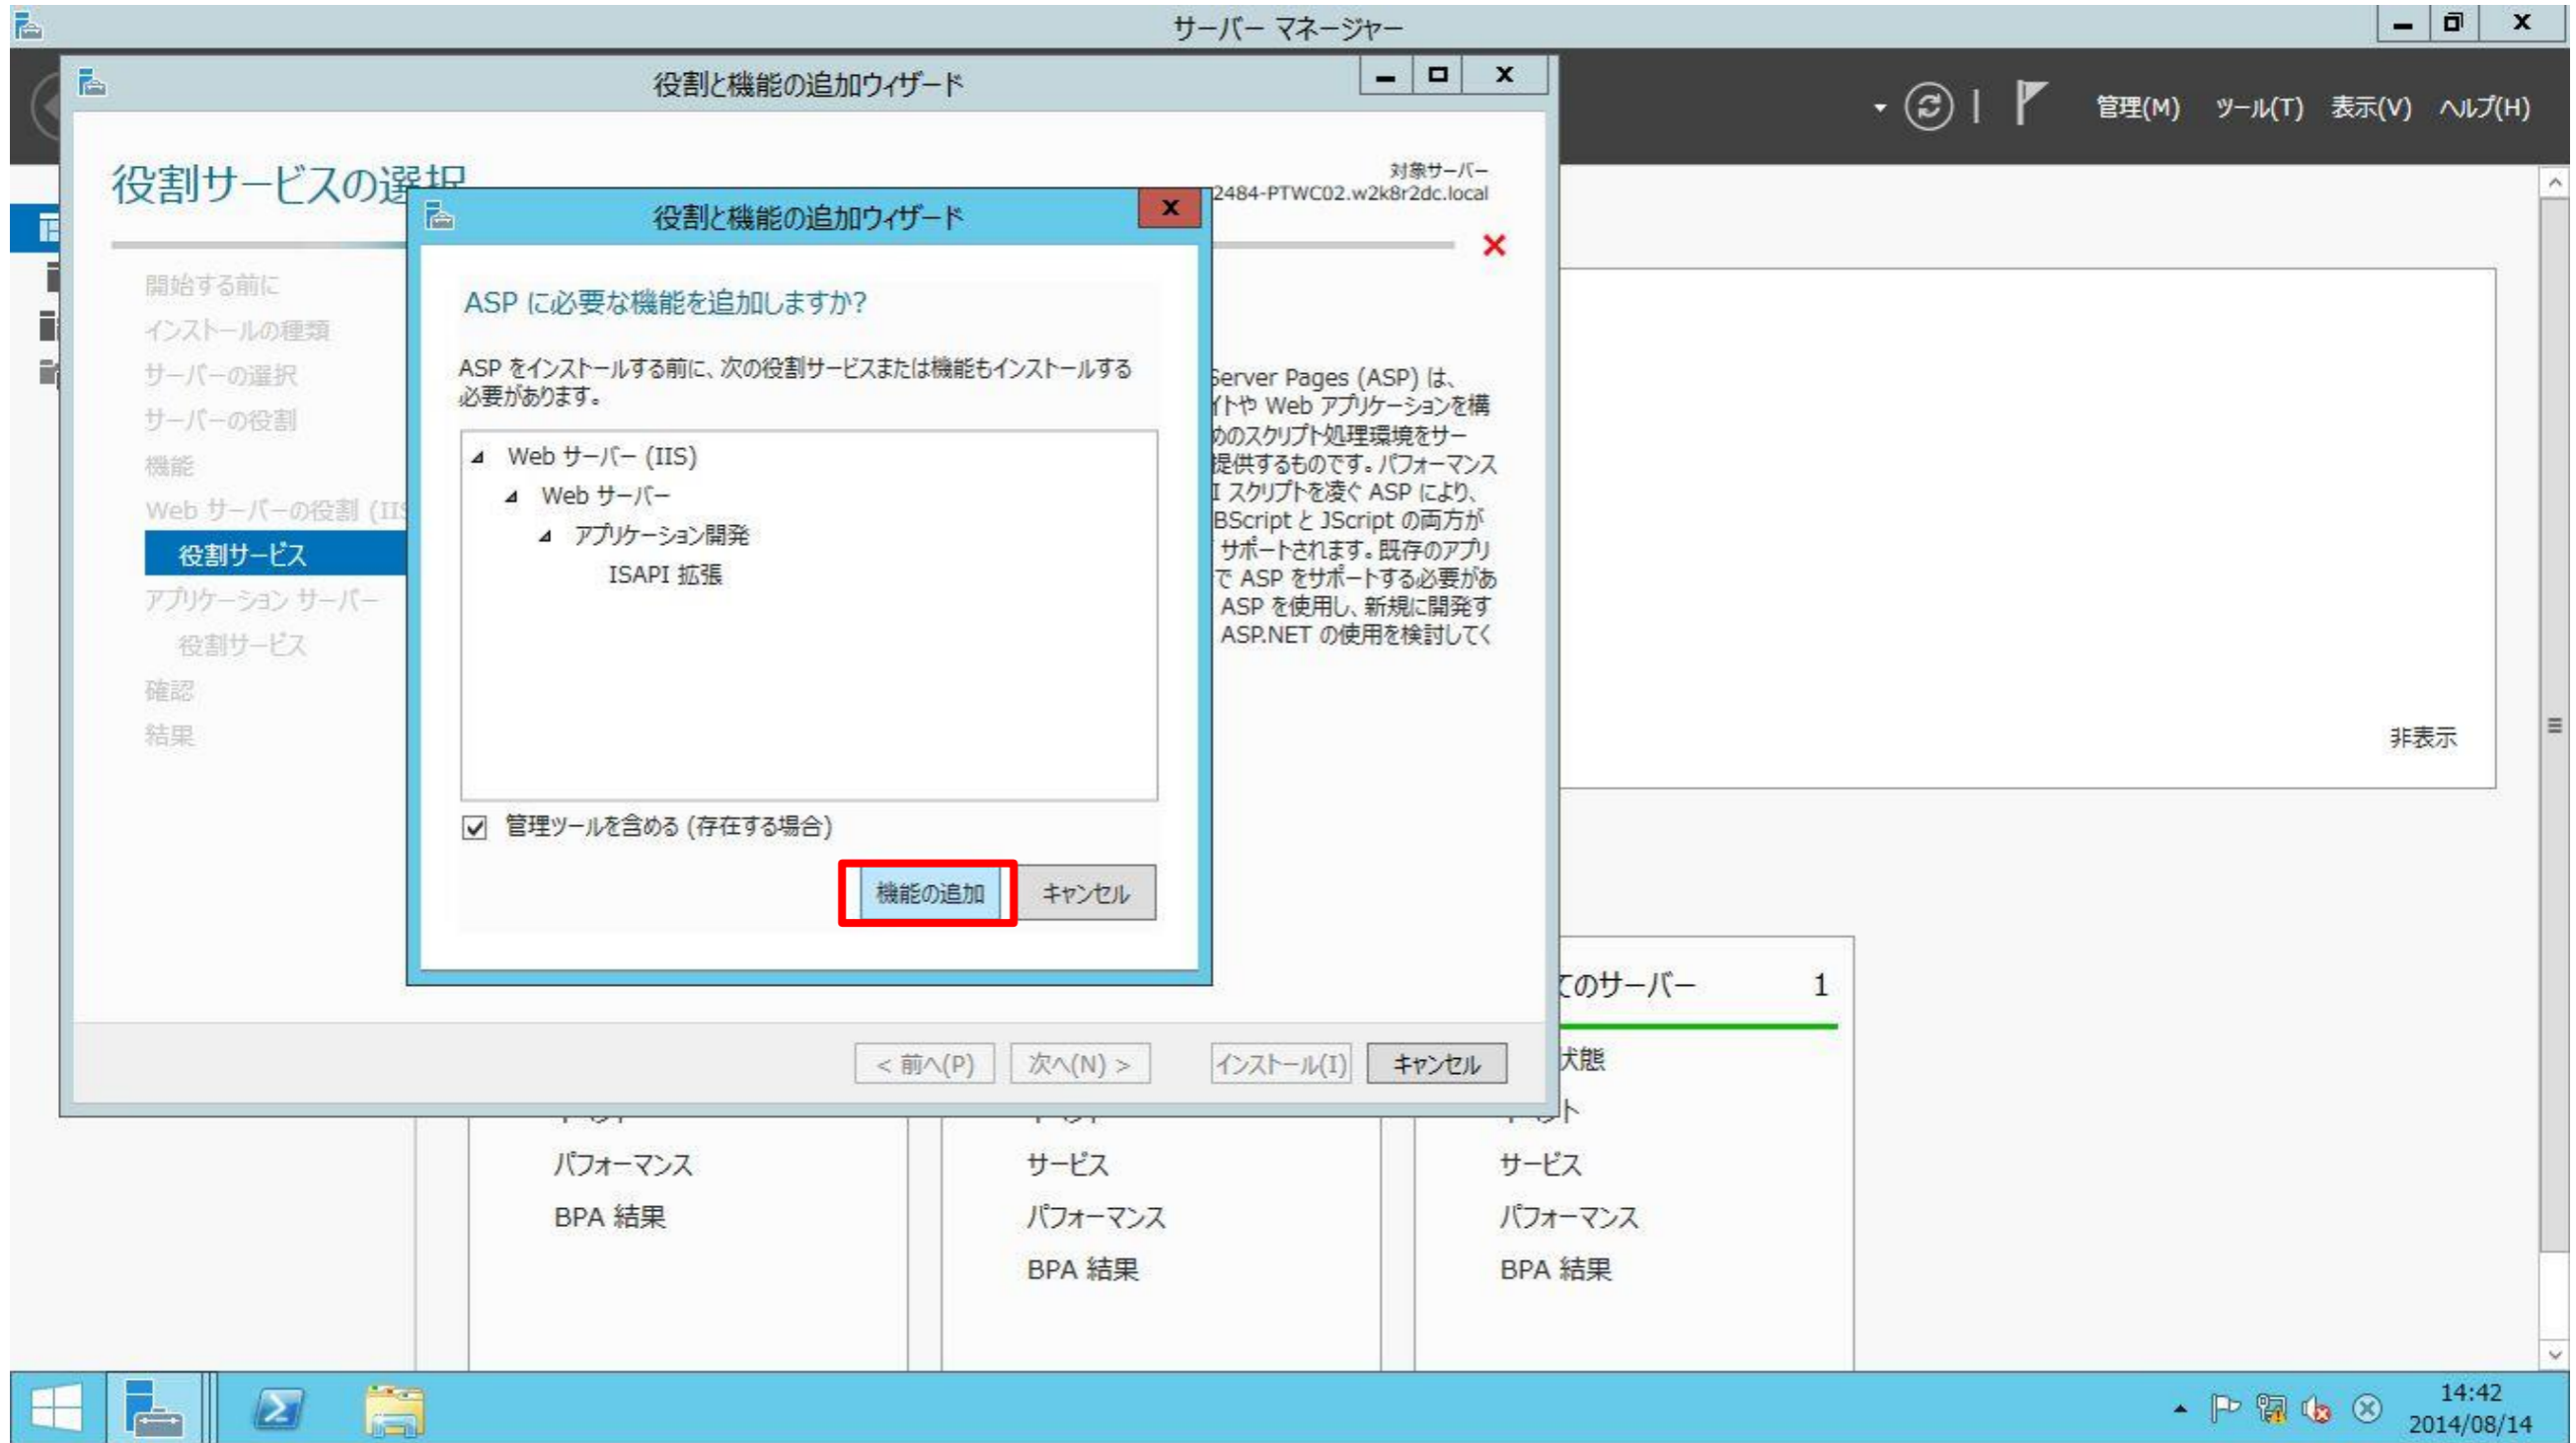 サーバー マネージャー
管理(M) ツール(T) 表示(V) ヘルプ(H)
役割と機能の追加ウィザード
役割サービスの選択
対象サーバー
2484-PTWC02.w2k8r2dc.local
開始する前に
インストールの種類
サーバーの選択
サーバーの役割
機能
Web サーバーの役割 (IIS
役割サービス
アプリケーション サーバー
役割サービス
確認
結果
役割と機能の追加ウィザード
ASP に必要な機能を追加しますか?
ASP をインストールする前に、次の役割サービスまたは機能もインストールする
必要があります。
Web サーバー (IIS)
Web サーバー
アプリケーション開発
ISAPI 拡張
管理ツールを含める (存在する場合)
機能の追加 キャンセル
Server Pages (ASP) は、
イトや Web アプリケーションを構
めのスクリプト処理環境をサー
提供するものです。パフォーマンス
I スクリプトを凌ぐ ASP により、
BScript と JScript の両方が
サポートされます。既存のアプリ
で ASP をサポートする必要があ
ASP を使用し、新規に開発す
ASP.NET の使用を検討してく
< 前へ(P) 次へ(N) > インストール(I) キャンセル
非表示
てのサーバー 1
状態
パフォーマンス
BPA 結果
サービス
パフォーマンス
BPA 結果
サービス
パフォーマンス
BPA 結果
14:42
2014/08/14